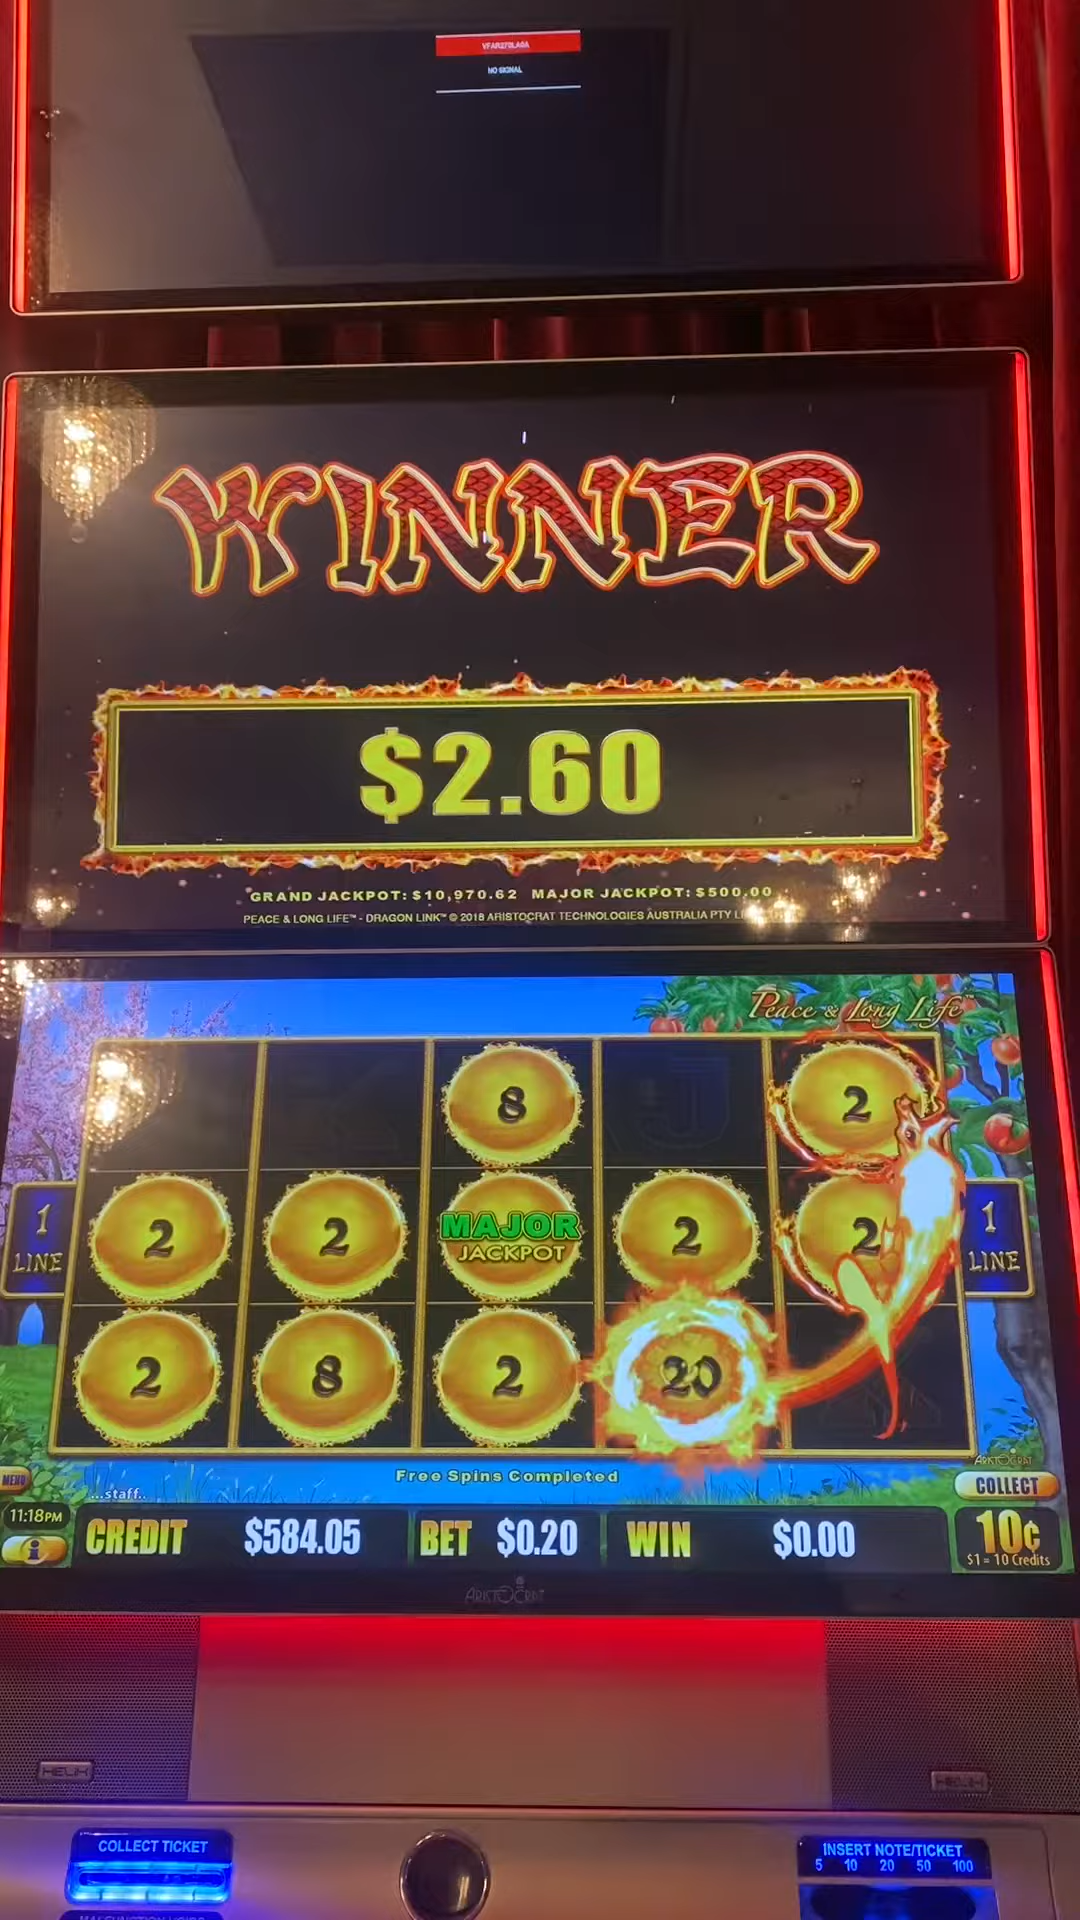 NO SIGNAL
WINNER
$2.60
GRAND JACKPOT: $10,970.62 MAJOR JACKPOT: $500.00
PEACE & LONG LIFE™ - DRAGON LINK™ © 2018 ARISTOCRAT TECHNOLOGIES AUSTRALIA PTY
Peace & Long Life™
8 2
1 LINE
2 2 MAJOR JACKPOT 2 2
1 LINE
2 8 2 20
ARISTOCRAT
Free Spins Completed
MENU
...staff..
COLLECT
11:18PM
CREDIT $584.05 BET $0.20 WIN $0.00
10¢
$1 = 10 Credits
i
ARISTOCRAT
HELIX HELIX
COLLECT TICKET
INSERT NOTE/TICKET
5 10 20 50 100